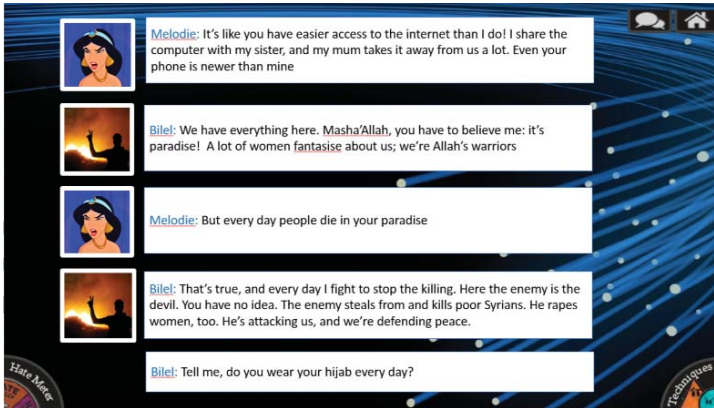 Melodie: It's like you have easier access to the internet than I do! I share the
computer with my sister, and my mum takes it away from us a lot. Even your
phone is newer than mine
Bilel: We have everything here. Masha'Allah, you have to believe me: it's
paradise!  A lot of women fantasise about us; we're Allah's warriors
Melodie: But every day people die in your paradise
Bilel: That's true, and every day I fight to stop the killing. Here the enemy is the
devil. You have no idea. The enemy steals from and kills poor Syrians. He rapes
women, too. He's attacking us, and we're defending peace.
Bilel: Tell me, do you wear your hijab every day?
Hate Meter
Techniques